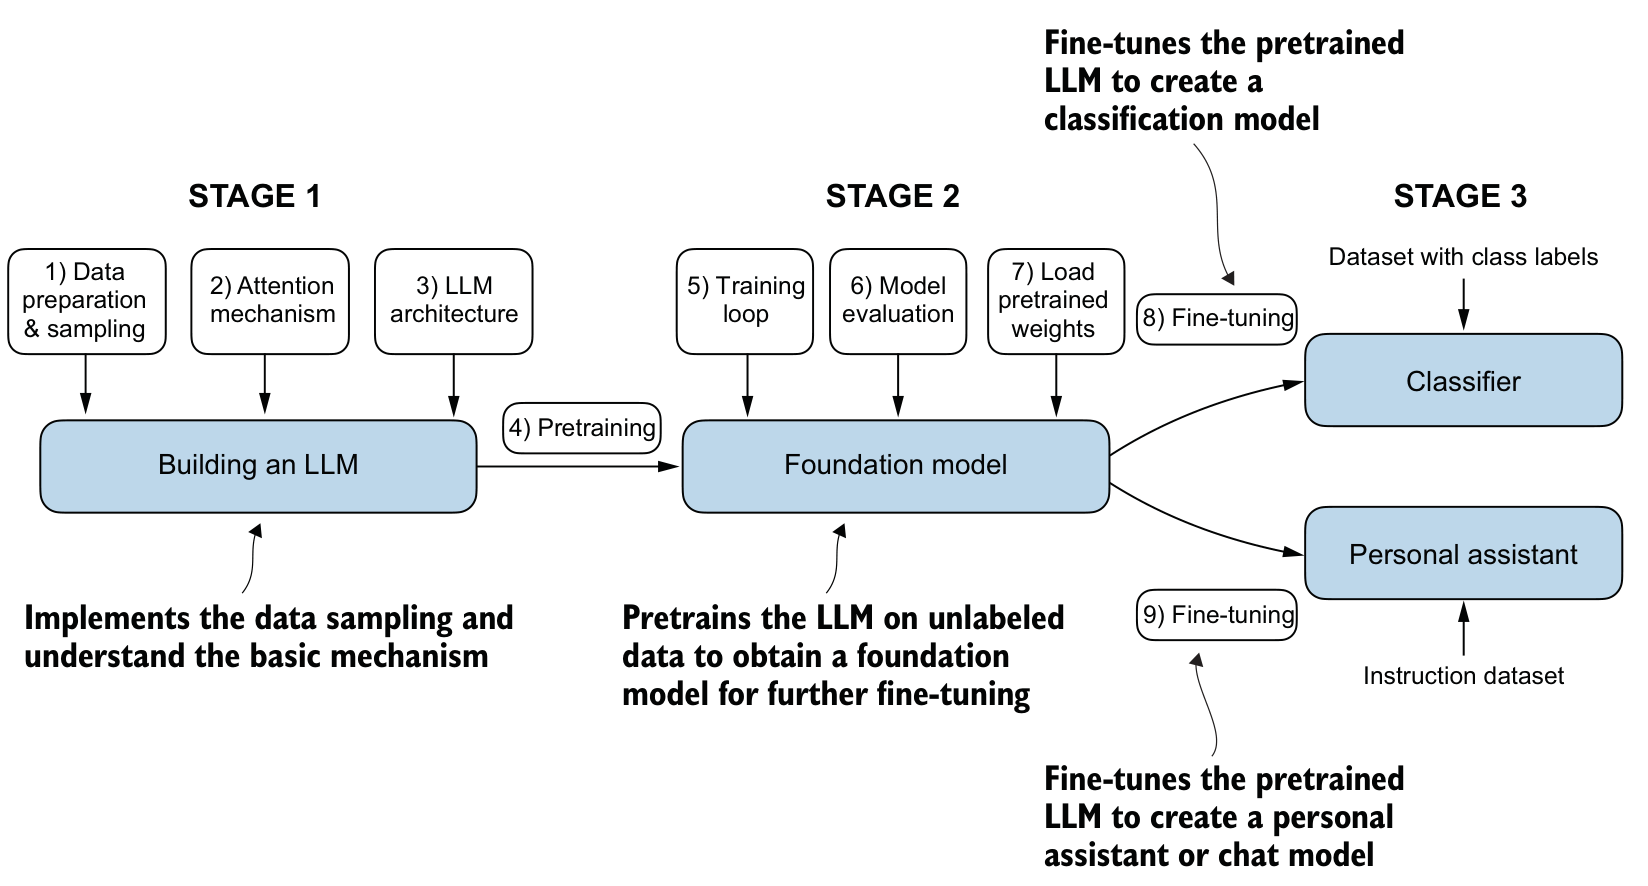 Fine-tunes the pretrained
LLM to create a
classification model
STAGE 1
STAGE 2
STAGE 3
1) Data
preparation
& sampling
2) Attention
mechanism
3) LLM
architecture
5) Training
loop
6) Model
evaluation
7) Load
pretrained
weights
8) Fine-tuning
Dataset with class labels
Classifier
4) Pretraining
Building an LLM
Foundation model
Personal assistant
9) Fine-tuning
Instruction dataset
Implements the data sampling and
understand the basic mechanism
Pretrains the LLM on unlabeled
data to obtain a foundation
model for further fine-tuning
Fine-tunes the pretrained
LLM to create a personal
assistant or chat model